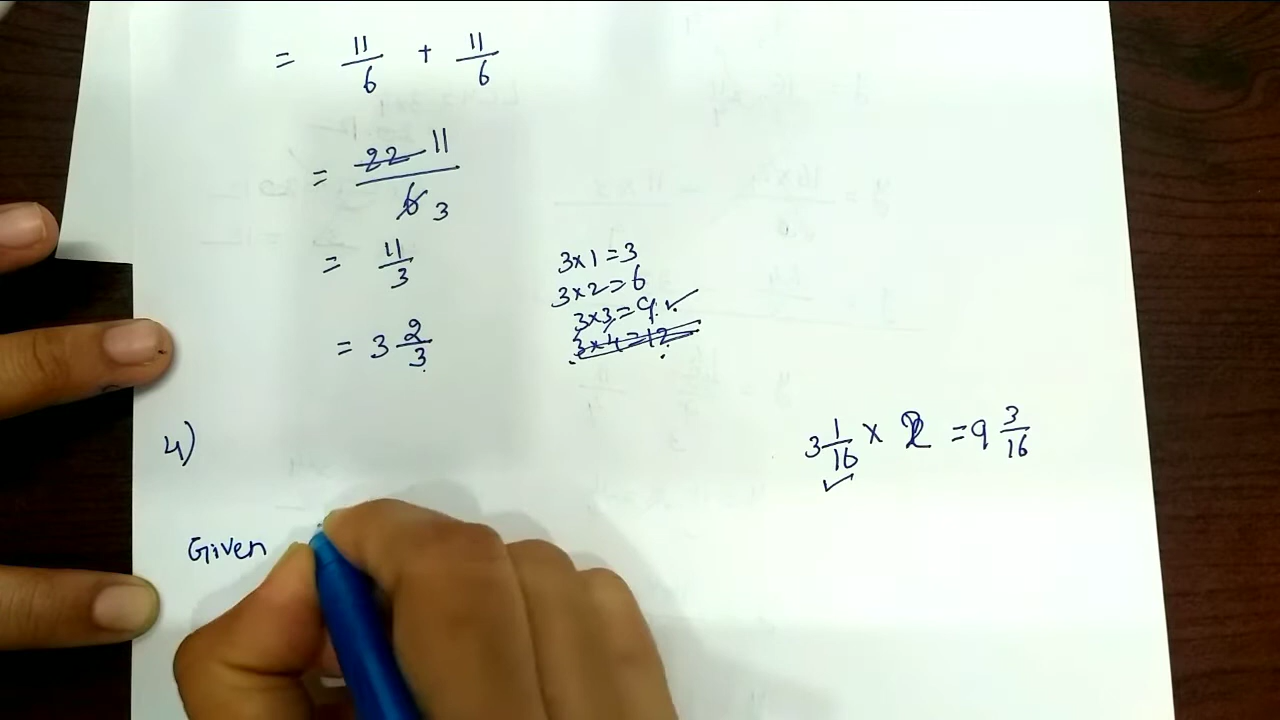 = 11/6 + 11/6
= 22 11 / 6 3
= 11/3
= 3 2/3
3x1=3
3x2=6
3x3=9 ✓
3x4=12
4)
3 1/16 x = 9 3/16
✓
Given